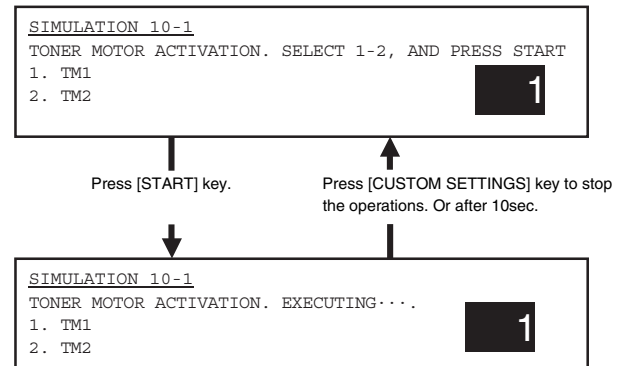 SIMULATION 10-1
TONER MOTOR ACTIVATION. SELECT 1-2, AND PRESS START
1. TM1
2. TM2
1
Press [START] key.
Press [CUSTOM SETTINGS] key to stop
the operations. Or after 10sec.
SIMULATION 10-1
TONER MOTOR ACTIVATION. EXECUTING···.
1. TM1
2. TM2
1